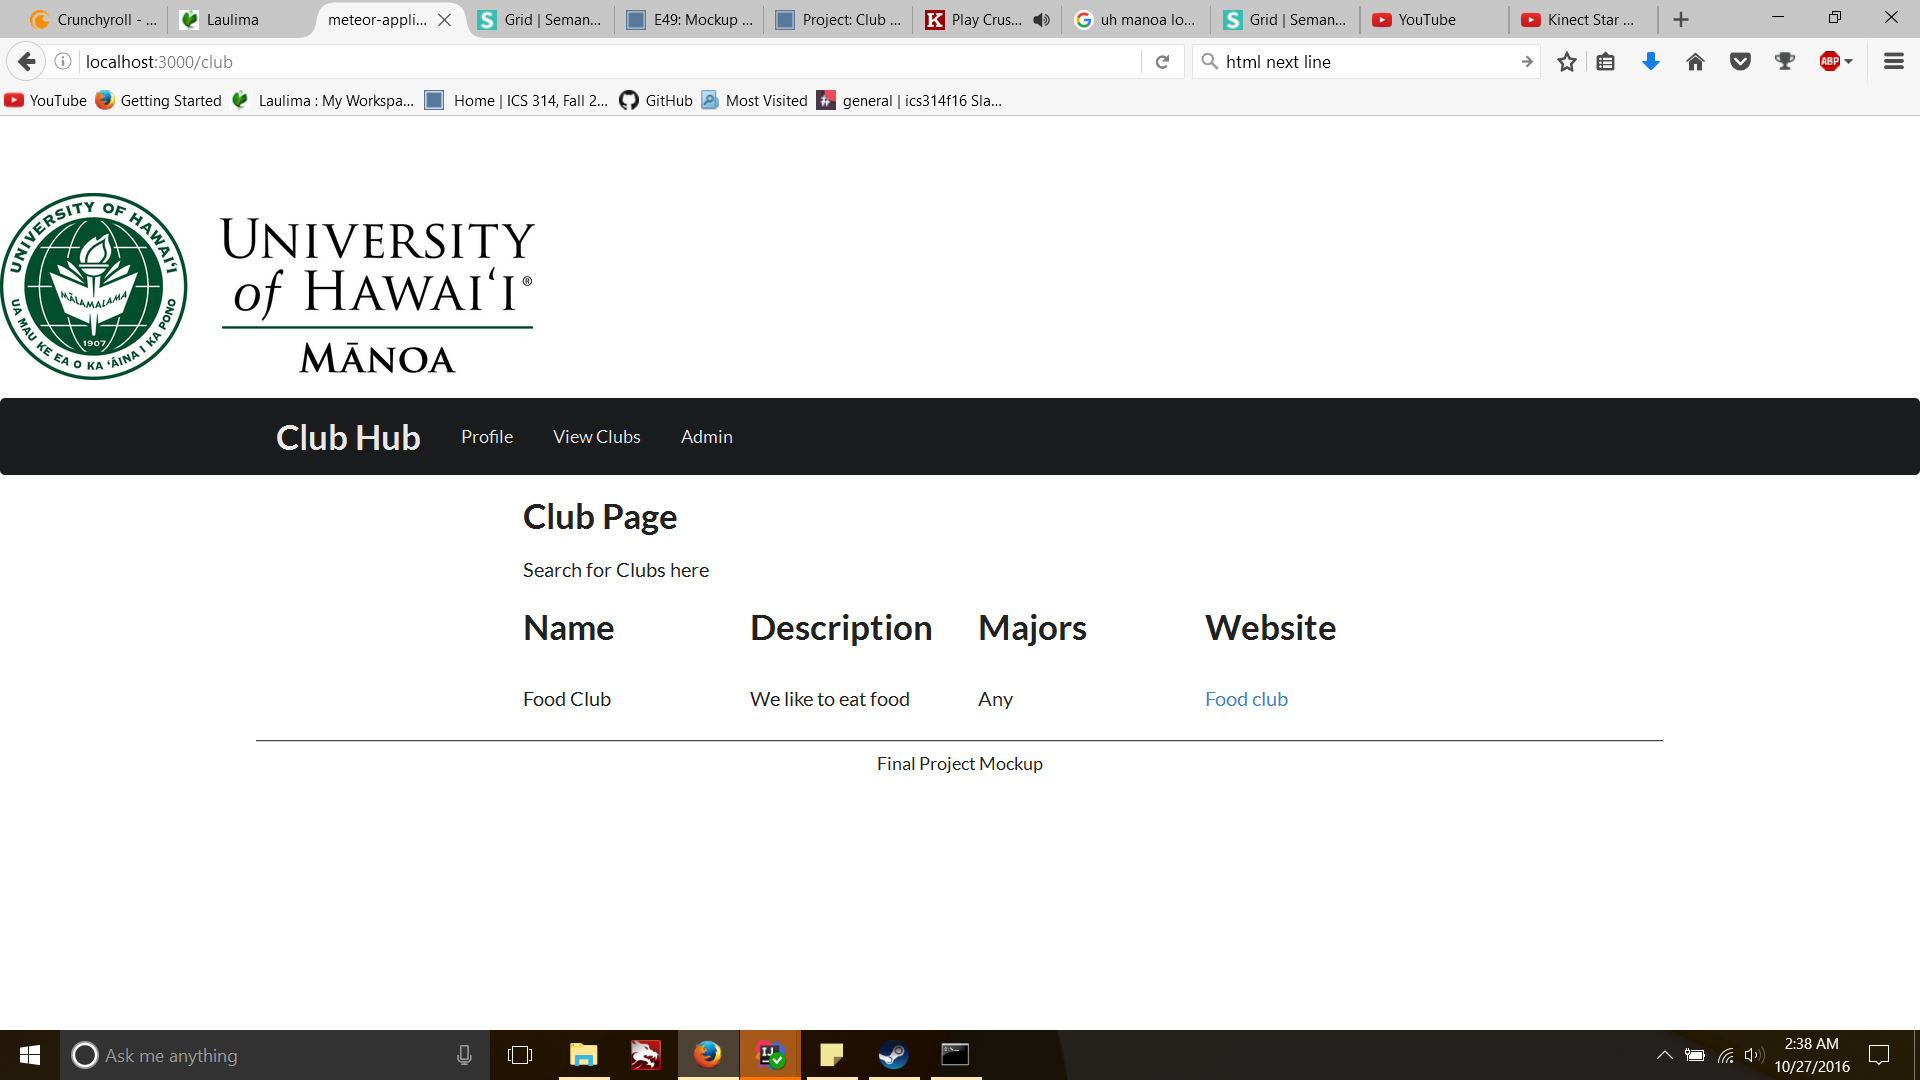 Crunchyroll - ...
Laulima
meteor-appli...
Grid | Seman...
E49: Mockup ...
Project: Club ...
Play Crus...
uh manoa lo...
Grid | Seman...
YouTube
Kinect Star ...
localhost:3000/club
html next line
ABP
YouTube
Getting Started
Laulima : My Workspa...
Home | ICS 314, Fall 2...
GitHub
Most Visited
general | ics314f16 Sla...
UNIVERSITY OF HAWAI‘I
MĀLAMALAMA
1907
UA MAU KE EA O KA ‘ĀINA I KA PONO
UNIVERSITY
of HAWAI‘I®
MĀNOA
Club Hub
Profile
View Clubs
Admin
Club Page
Search for Clubs here
Name
Description
Majors
Website
Food Club
We like to eat food
Any
Food club
Final Project Mockup
Ask me anything
IJ
2:38 AM
10/27/2016